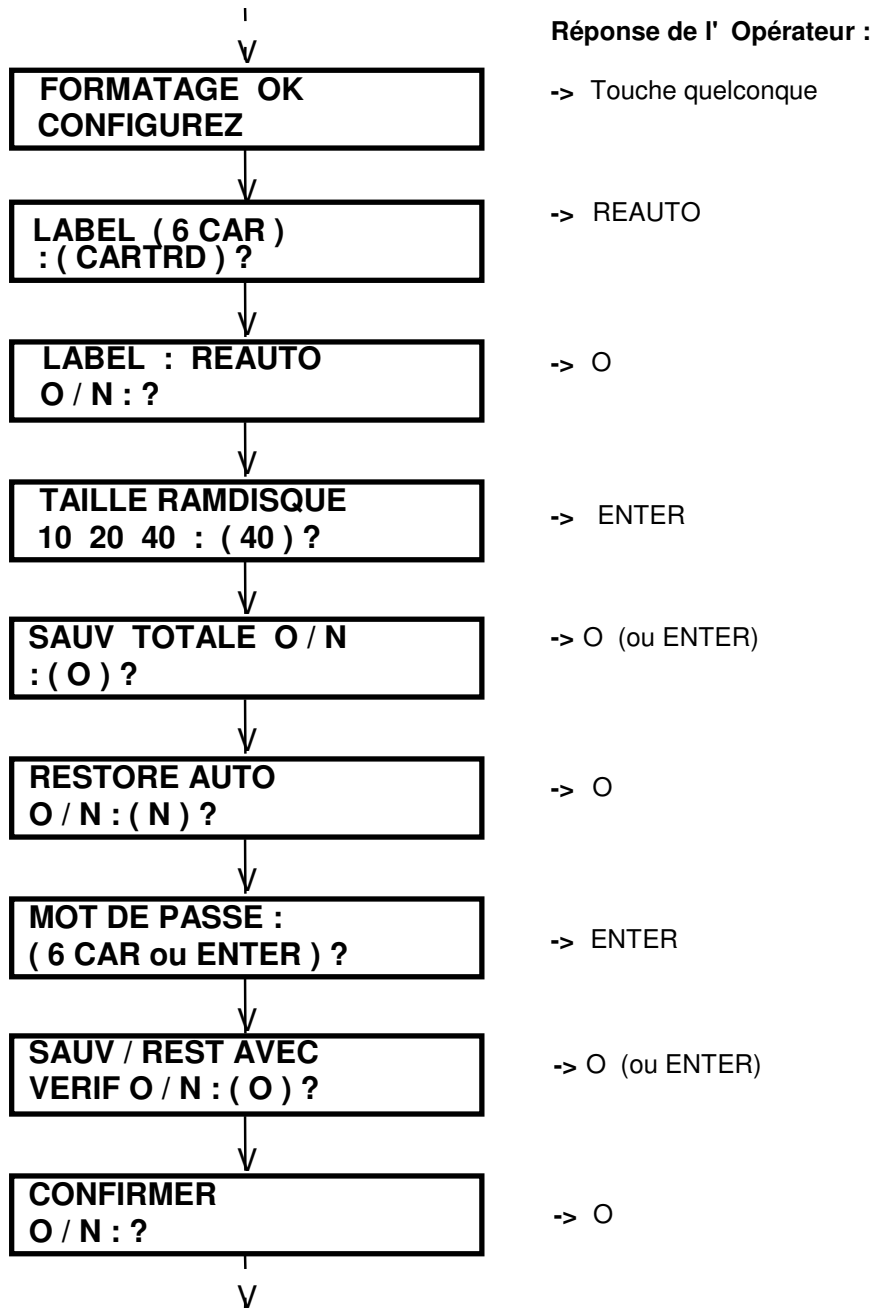 Réponse de l' Opérateur :
FORMATAGE OK
CONFIGUREZ
-> Touche quelconque
LABEL ( 6 CAR )
: ( CARTRD ) ?
-> REAUTO
LABEL : REAUTO
O / N : ?
-> O
TAILLE RAMDISQUE
10 20 40 : ( 40 ) ?
-> ENTER
SAUV TOTALE O / N
: ( O ) ?
-> O (ou ENTER)
RESTORE AUTO
O / N : ( N ) ?
-> O
MOT DE PASSE :
( 6 CAR ou ENTER ) ?
-> ENTER
SAUV / REST AVEC
VERIF O / N : ( O ) ?
-> O (ou ENTER)
CONFIRMER
O / N : ?
-> O